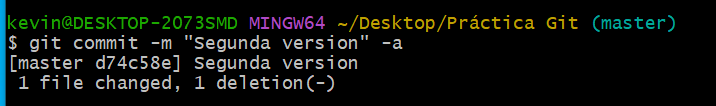 kevin@DESKTOP-2073SMD MINGW64 ~/Desktop/Práctica Git (master)
$ git commit -m "Segunda version" -a
[master d74c58e] Segunda version
 1 file changed, 1 deletion(-)